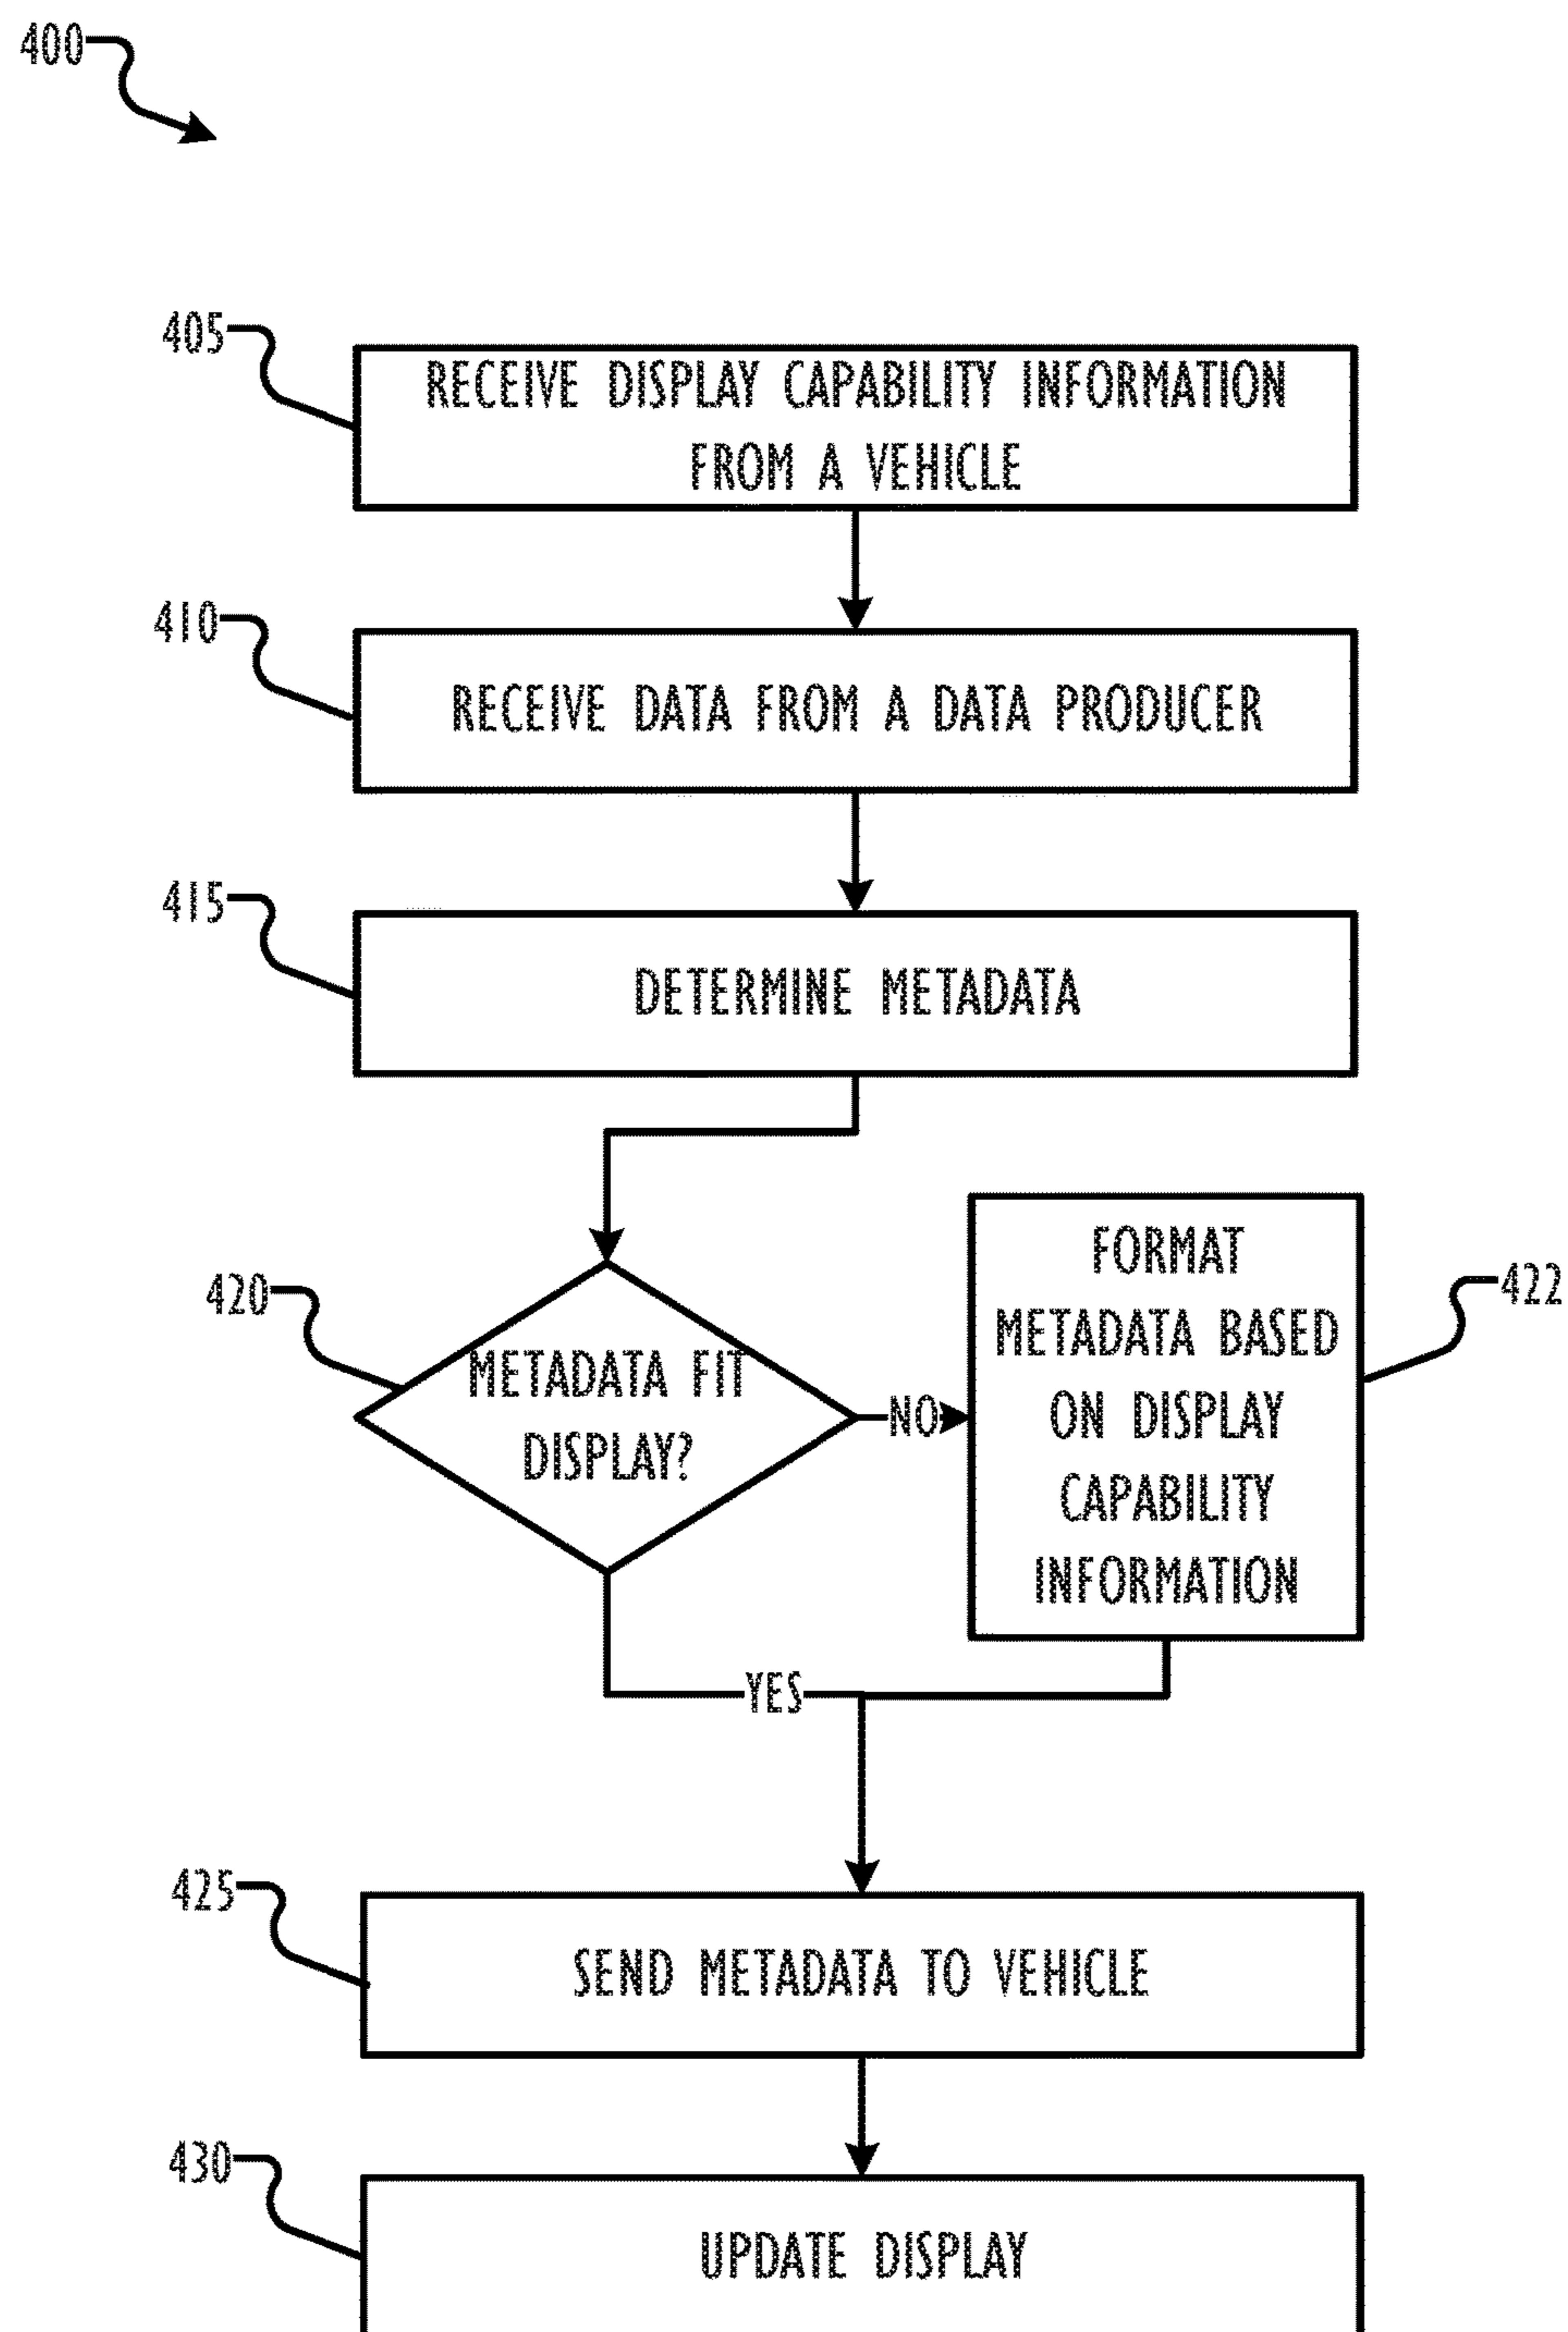 400
405
RECEIVE DISPLAY CAPABILITY INFORMATION
FROM A VEHICLE
410
RECEIVE DATA FROM A DATA PRODUCER
415
DETERMINE METADATA
420
METADATA FIT
DISPLAY?
NO
FORMAT
METADATA BASED
ON DISPLAY
CAPABILITY
INFORMATION
422
YES
425
SEND METADATA TO VEHICLE
430
UPDATE DISPLAY